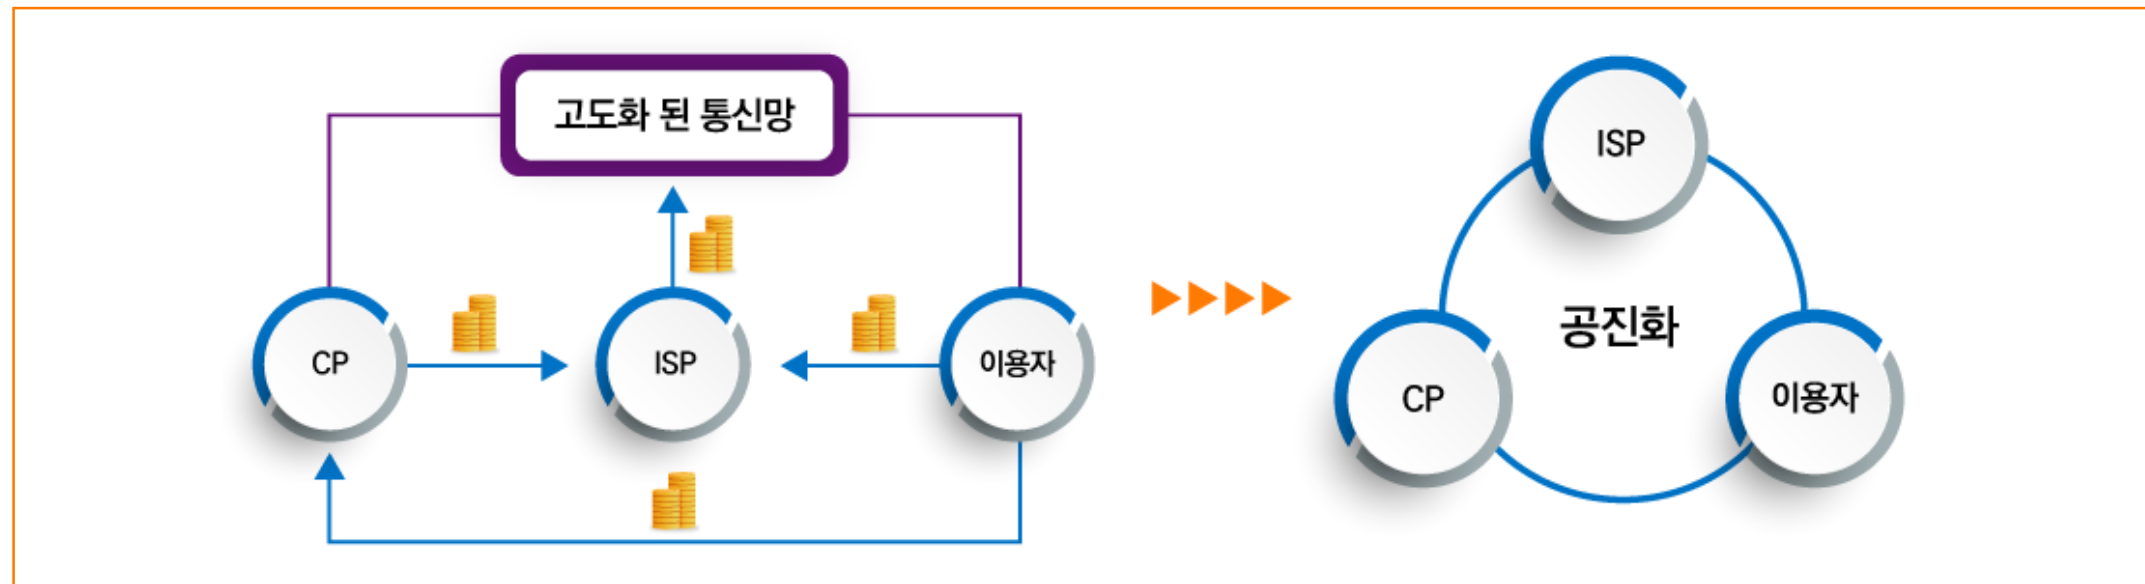 고도화 된 통신망
CP
ISP
이용자
ISP
공진화
CP
이용자